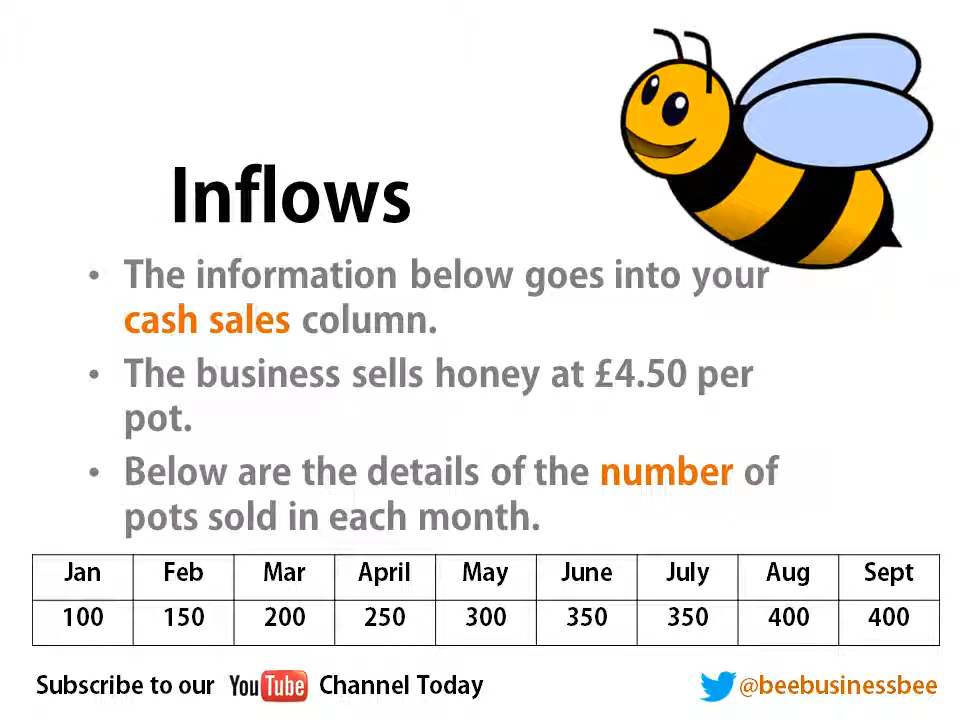 Inflows
• The information below goes into your
cash sales column.
• The business sells honey at £4.50 per
pot.
• Below are the details of the number of
pots sold in each month.
Jan Feb Mar April May June July Aug Sept
100 150 200 250 300 350 350 400 400
Subscribe to our YouTube Channel Today @beebusinessbee